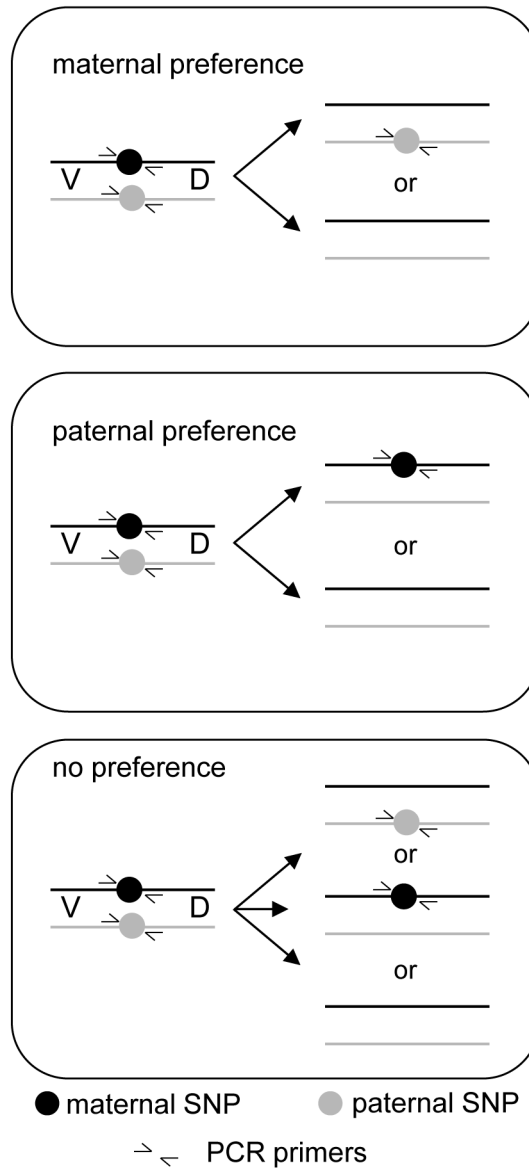 maternal preference
V D
or
paternal preference
V D
or
no preference
or
V D
or
maternal SNP paternal SNP
PCR primers